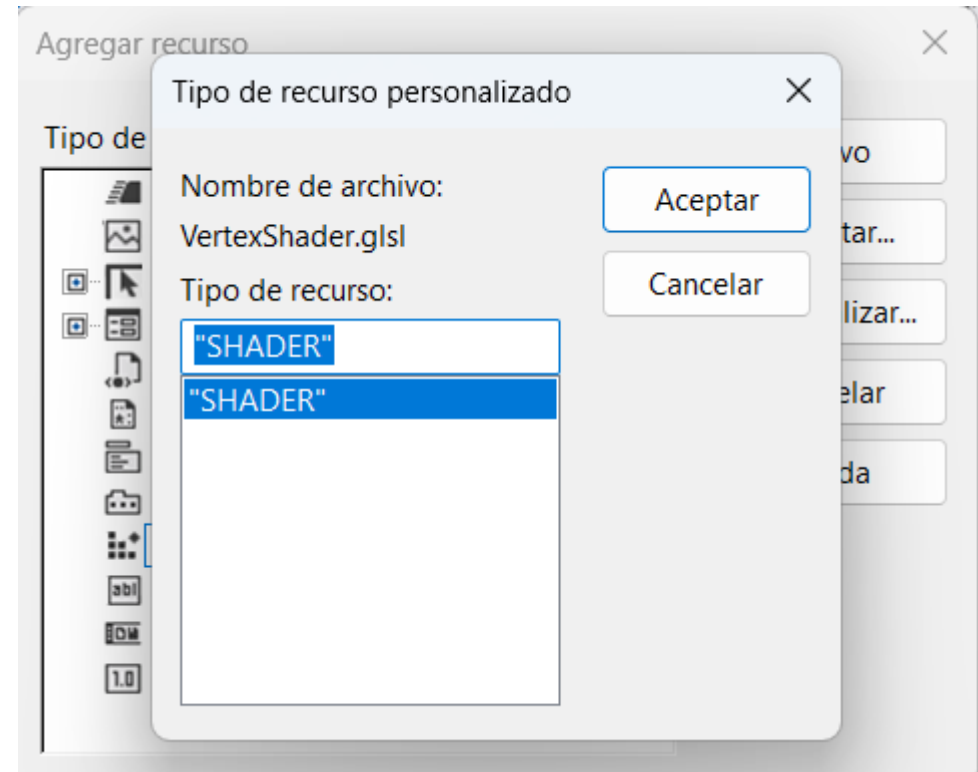 Agregar recurso
Tipo de recurso personalizado
Tipo de
Nombre de archivo:
VertexShader.glsl
Tipo de recurso:
"SHADER"
"SHADER"
Aceptar
Cancelar
vo
tar...
lizar...
elar
da
abl
1.0